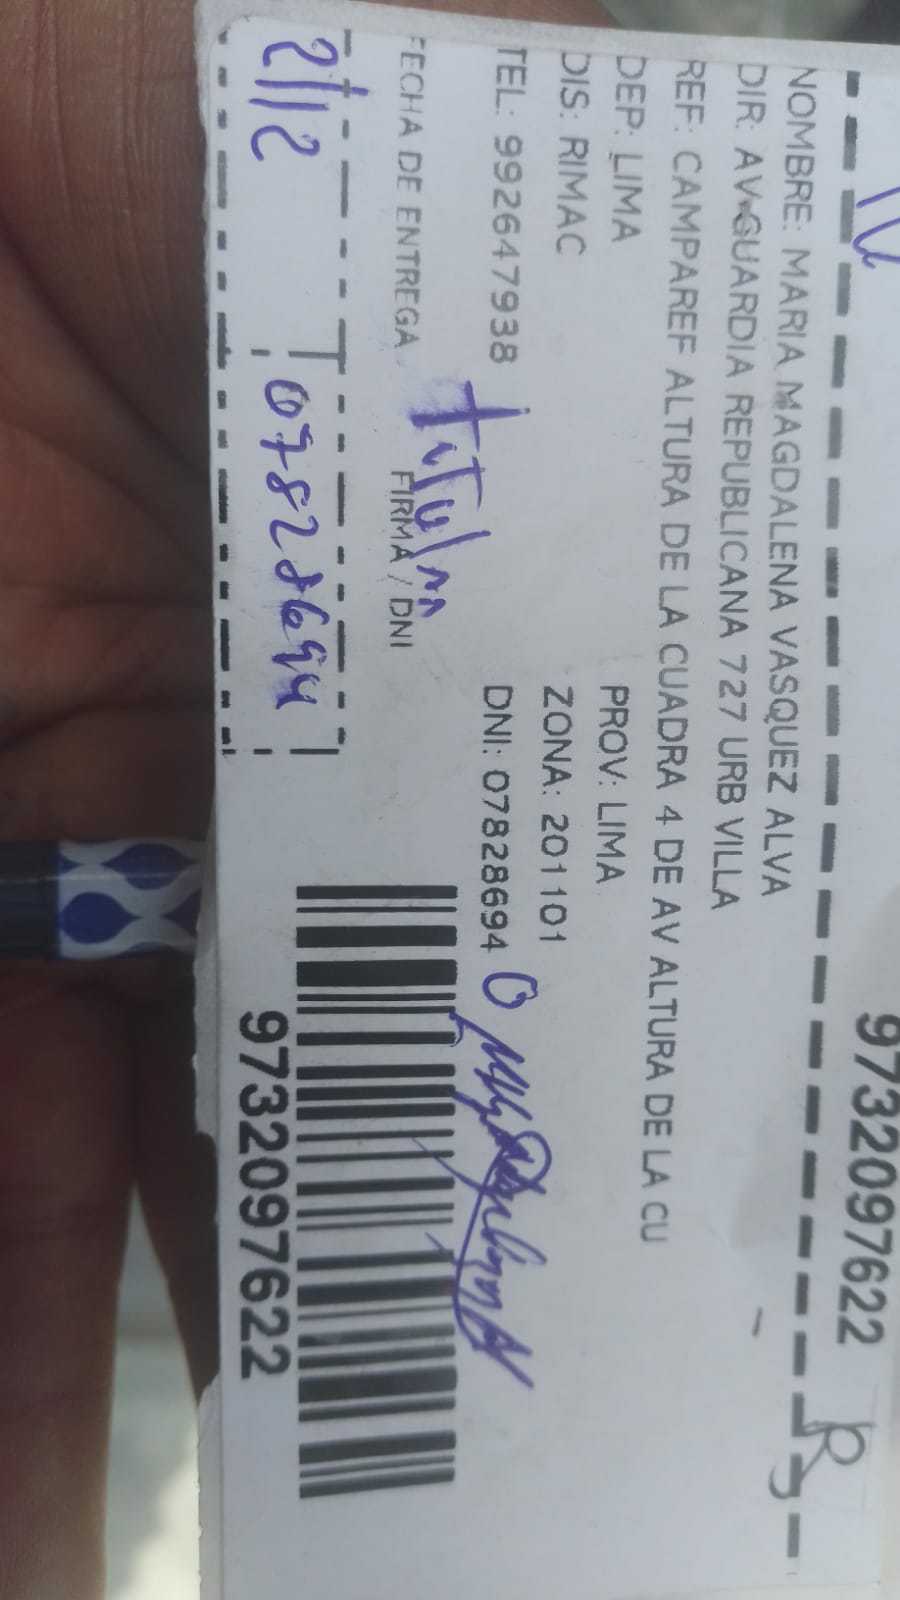 9732097622
NOMBRE: MARIA MAGDALENA VASQUEZ ALVA
DIR: AV.GUARDIA REPUBLICANA 727 URB VILLA
REF: CAMPAREF ALTURA DE LA CUADRA 4 DE AV ALTURA DE LA CU
DEP: LIMA PROV: LIMA
DIS: RIMAC ZONA: 201101
TEL: 992647938 DNI: 07828694
Titular
FECHA DE ENTREGA FIRMA / DNI
2/12 07828694
9732097622